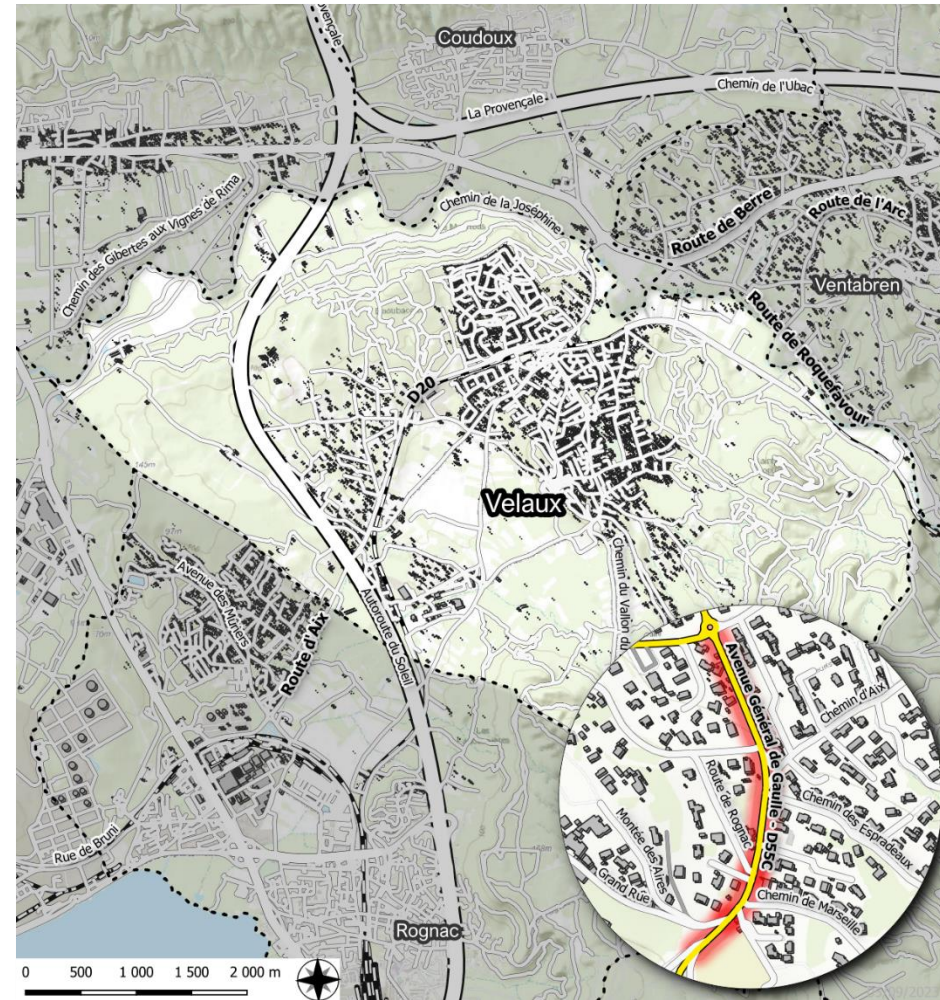 Provençale
Coudoux
La Provençale
Chemin de l'Ubac
Chemin des Gibertes aux Vignes de Rima
Chemin de la Joséphine
Route de Berre
Route de l'Arc
Ventabren
Route de Roquefavour
D20
Velaux
145m
Avenue des Mûriers
Route d'Aix
Autoroute du Soleil
Chemin du Vallon du
Avenue Général de Gaulle - D55C
Chemin d'Aix
Route de Rognac
Chemin des Espradeaux
Montée des Aires
Grand Rue
Chemin de Marseille
Rue de Bruni
Rognac
0 500 1 000 1 500 2 000 m